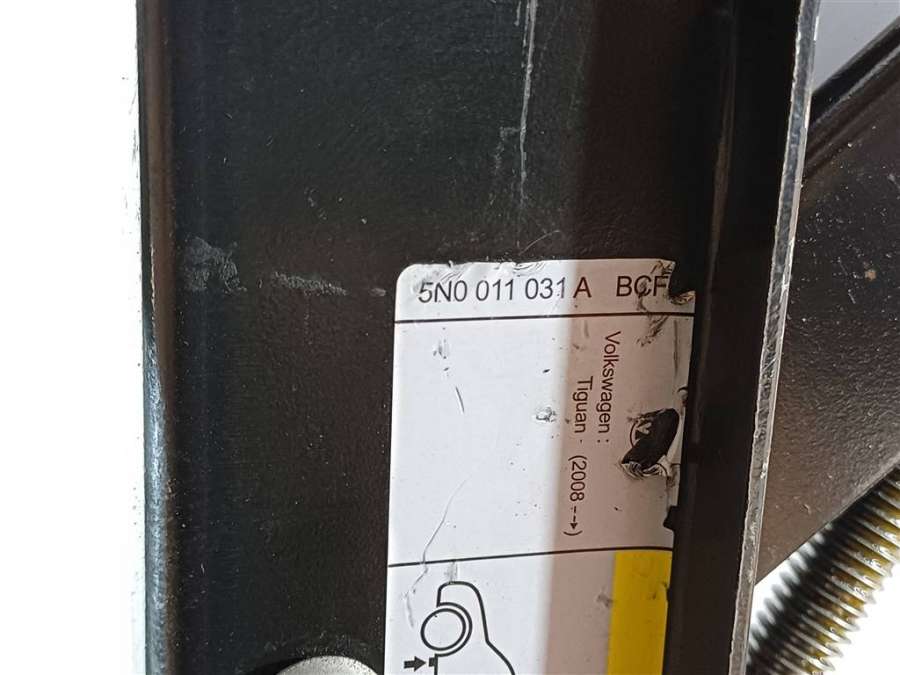 5N0 011 031 A BCF
Volkswagen :
Tiguan - (2008 --➔)